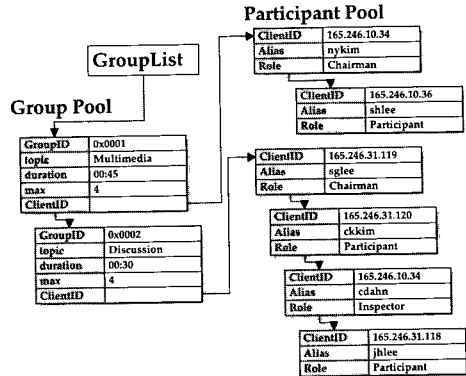 Participant Pool
GroupList
ClientID 165.246.10.34
Alias nykim
Role Chairman
ClientID 165.246.10.36
Alias shlee
Role Participant
Group Pool
GroupID 0x0001
topic Multimedia
duration 00:45
max 4
ClientID
GroupID 0x0002
topic Discussion
duration 00:30
max 4
ClientID
ClientID 165.246.31.119
Alias sglee
Role Chairman
ClientID 165.246.31.120
Alias ckkim
Role Participant
ClientID 165.246.10.34
Alias cdahn
Role Inspector
ClientID 165.246.31.118
Alias jhlee
Role Participant